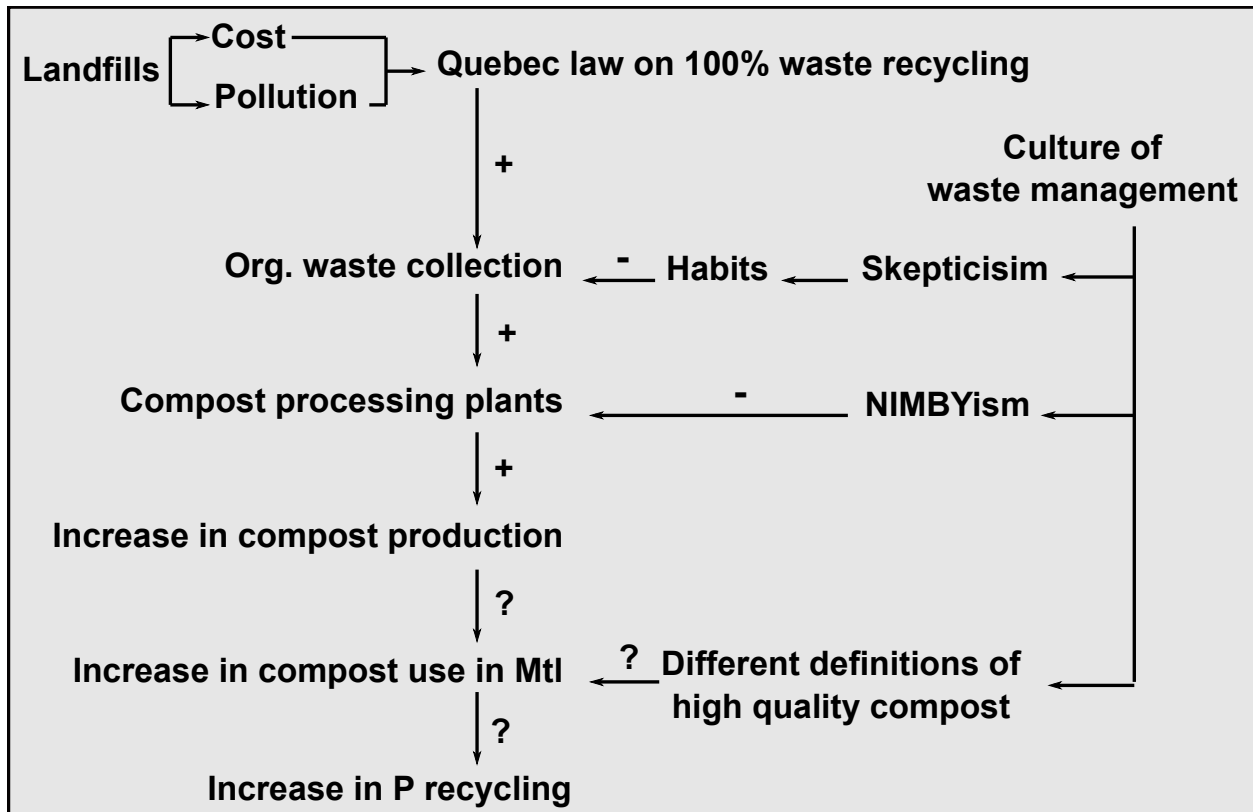 Cost
Landfills
Pollution
Quebec law on 100% waste recycling
+
Culture of
waste management
Org. waste collection
-
Habits
Skepticisim
+
Compost processing plants
-
NIMBYism
+
Increase in compost production
?
Increase in compost use in Mtl
?
Different definitions of
high quality compost
?
Increase in P recycling